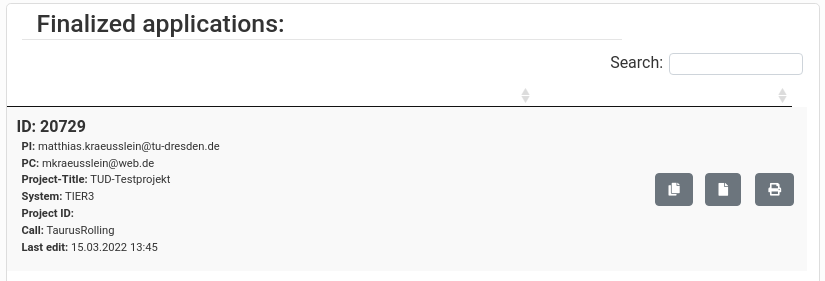 Finalized applications:
Search:
ID: 20729
PI: matthias.kraeusslein@tu-dresden.de
PC: mkraeusslein@web.de
Project-Title: TUD-Testprojekt
System: TIER3
Project ID:
Call: TaurusRolling
Last edit: 15.03.2022 13:45